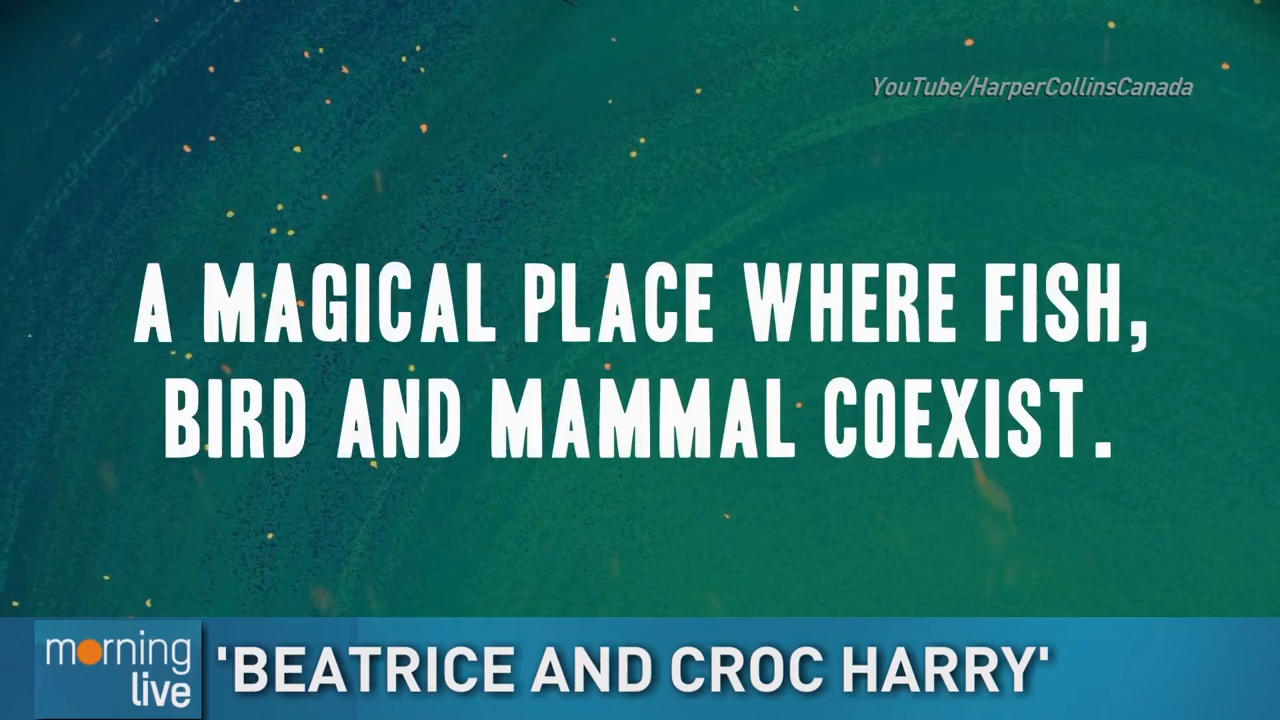 YouTube/HarperCollinsCanada
A MAGICAL PLACE WHERE FISH,
BIRD AND MAMMAL COEXIST.
morning
live
'BEATRICE AND CROC HARRY'